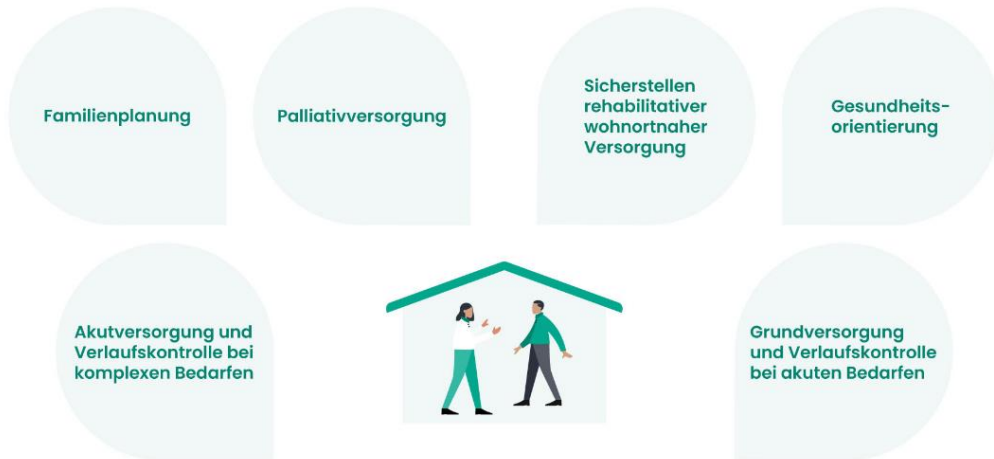 Familienplanung
Palliativversorgung
Sicherstellen
rehabilitativer
wohnortnaher
Versorgung
Gesundheits-
orientierung
Akutversorgung und
Verlaufskontrolle bei
komplexen Bedarfen
Grundversorgung
und Verlaufskontrolle
bei akuten Bedarfen